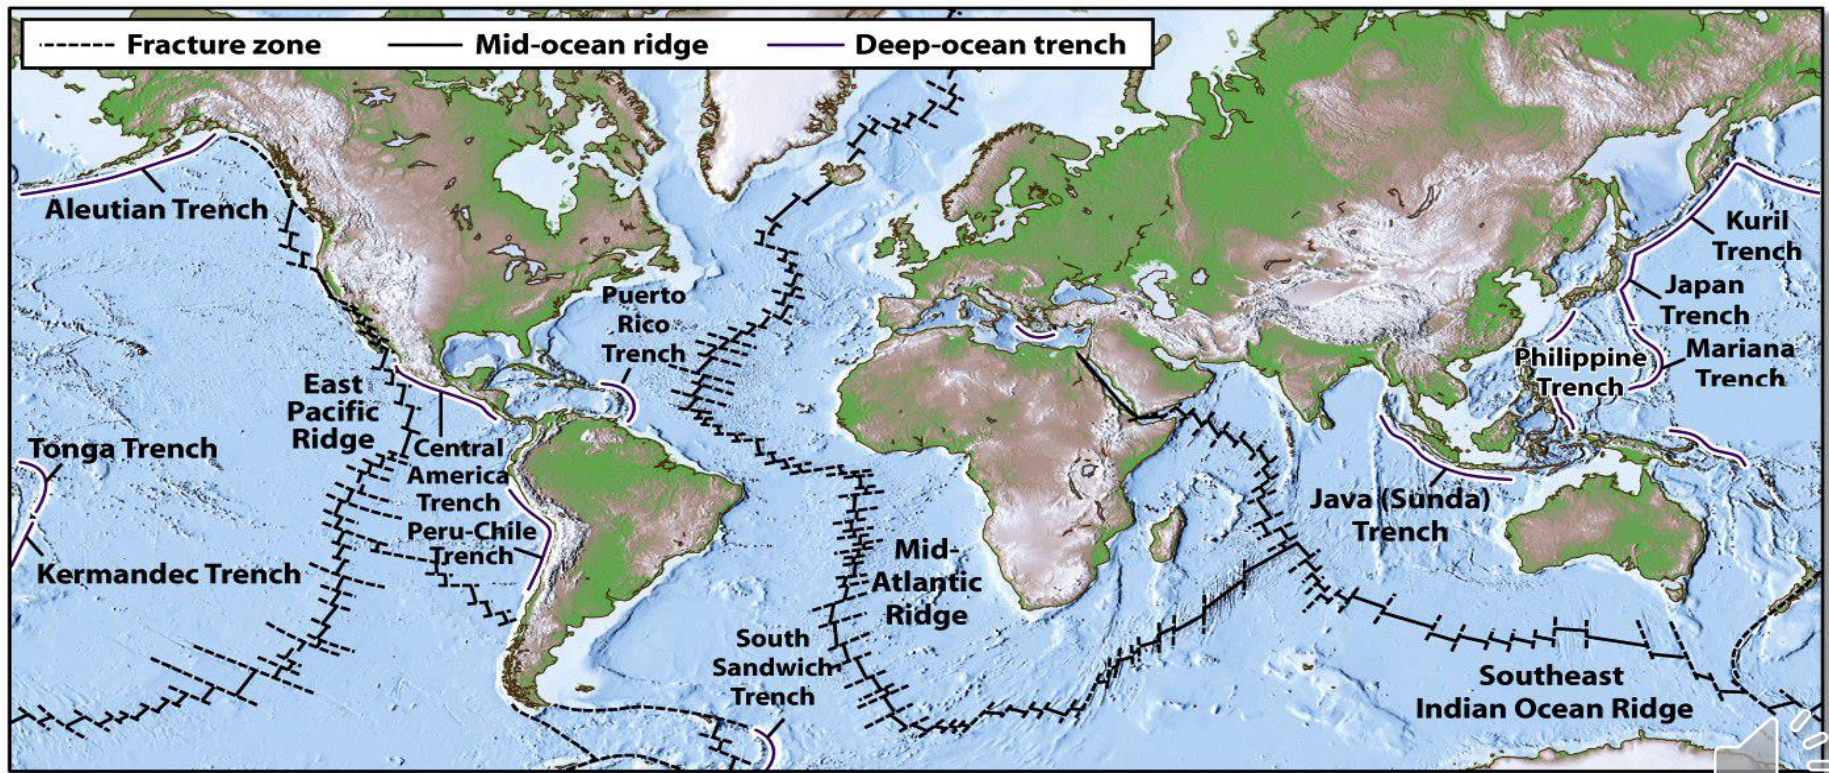 Fracture zone
Mid-ocean ridge
Deep-ocean trench
Aleutian Trench
Kuril
Trench
Puerto
Rico
Trench
Japan
Trench
Philippine
Trench
Mariana
Trench
East
Pacific
Ridge
Tonga Trench
Central
America
Trench
Java (Sunda)
Trench
Peru-Chile
Trench
Mid-
Atlantic
Ridge
Kermandec Trench
South
Sandwich
Trench
Southeast
Indian Ocean Ridge